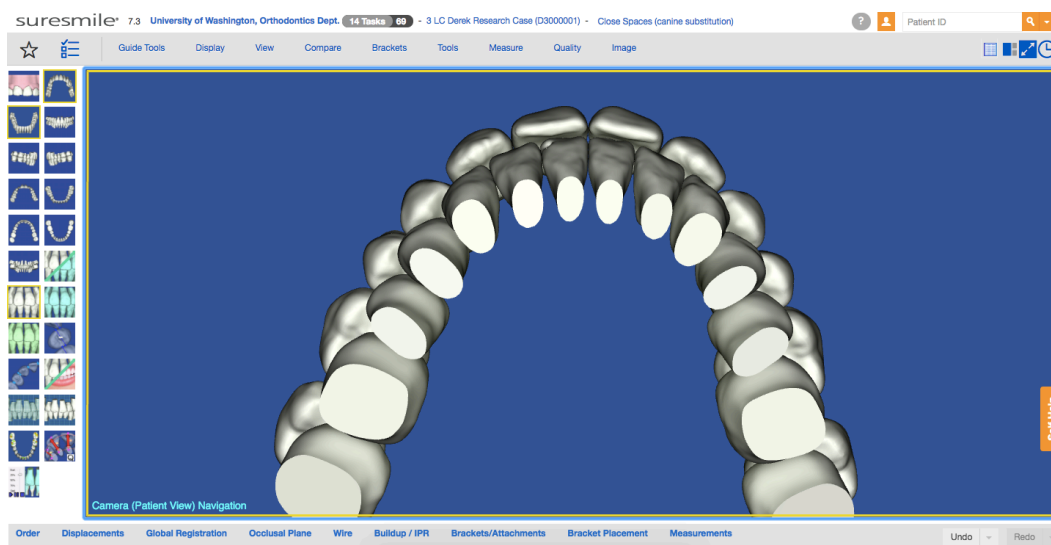 suresmile® 7.3 University of Washington, Orthodontics Dept. 14 Tasks 69 - 3 LC Derek Research Case (D3000001) - Close Spaces (canine substitution) ? Patient ID
Guide Tools Display View Compare Brackets Tools Measure Quality Image
Camera (Patient View) Navigation
Order Displacements Global Registration Occlusal Plane Wire Buildup / IPR Brackets/Attachments Bracket Placement Measurements Undo Redo